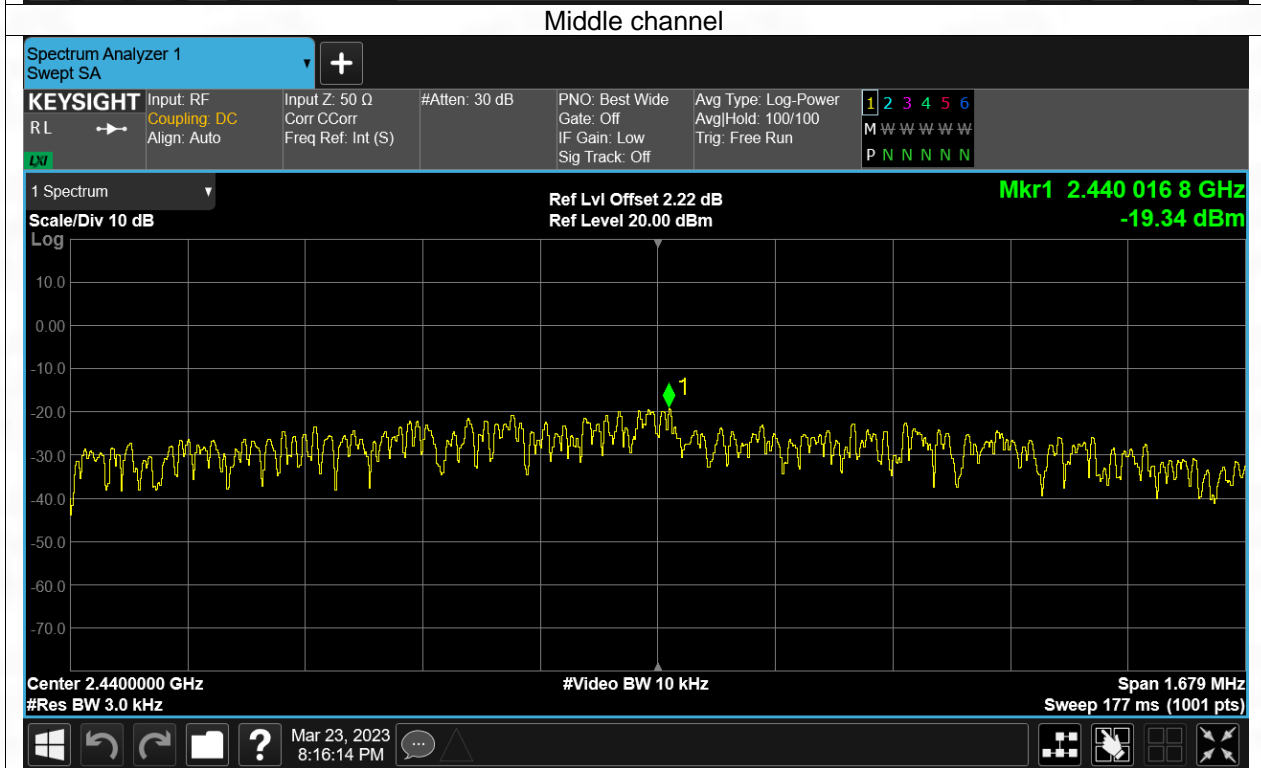 Middle channel
Spectrum Analyzer 1
Swept SA
KEYSIGHT
RL
LXI
Input: RF
Coupling: DC
Align: Auto
Input Z: 50 Ω
Corr CCorr
Freq Ref: Int (S)
#Atten: 30 dB
PNO: Best Wide
Gate: Off
IF Gain: Low
Sig Track: Off
Avg Type: Log-Power
Avg|Hold: 100/100
Trig: Free Run
1 2 3 4 5 6
M W W W W W
P N N N N N
1 Spectrum
Scale/Div 10 dB
Ref Lvl Offset 2.22 dB
Ref Level 20.00 dBm
Mkr1 2.440 016 8 GHz
-19.34 dBm
Log
10.0
0.00
-10.0
1
-20.0
-30.0
-40.0
-50.0
-60.0
-70.0
Center 2.4400000 GHz
#Video BW 10 kHz
Span 1.679 MHz
#Res BW 3.0 kHz
Sweep 177 ms (1001 pts)
?
Mar 23, 2023
8:16:14 PM